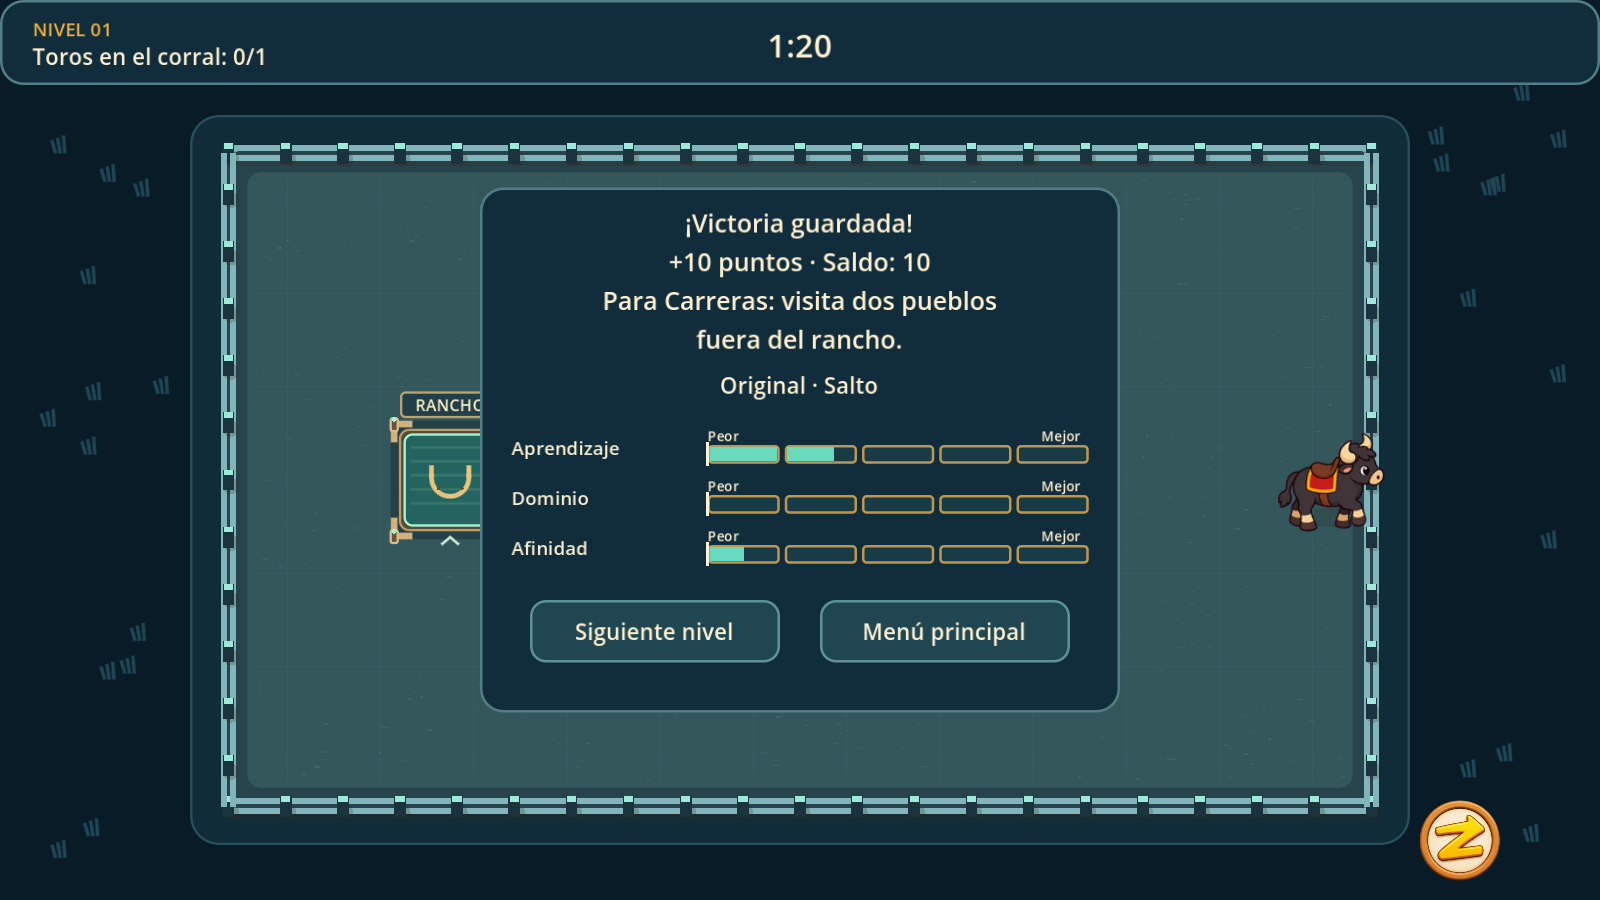 NIVEL 01
Toros en el corral: 0/1
1:20
¡Victoria guardada!
+10 puntos · Saldo: 10
Para Carreras: visita dos pueblos
fuera del rancho.
Original · Salto
RANCHO
Aprendizaje
Peor
Mejor
Dominio
Peor
Mejor
Afinidad
Peor
Mejor
Siguiente nivel
Menú principal